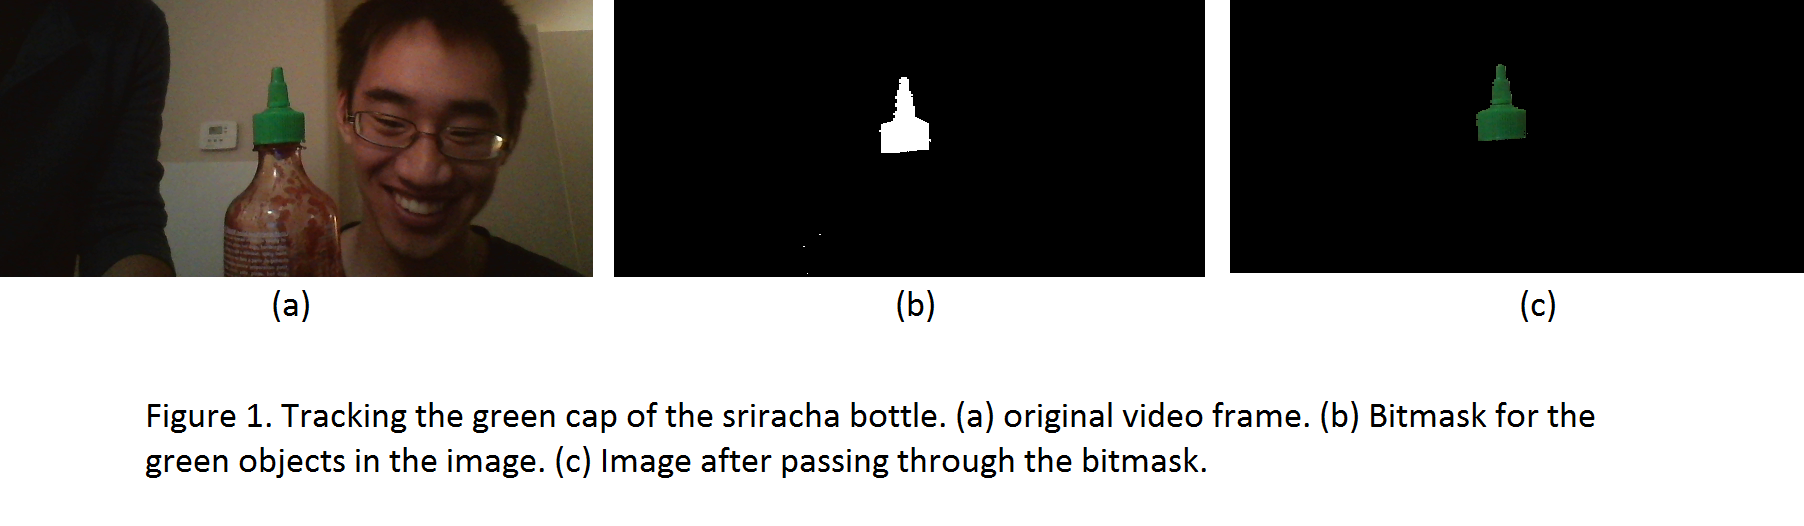 (a)
(b)
(c)
Figure 1. Tracking the green cap of the sriracha bottle. (a) original video frame. (b) Bitmask for the
green objects in the image. (c) Image after passing through the bitmask.